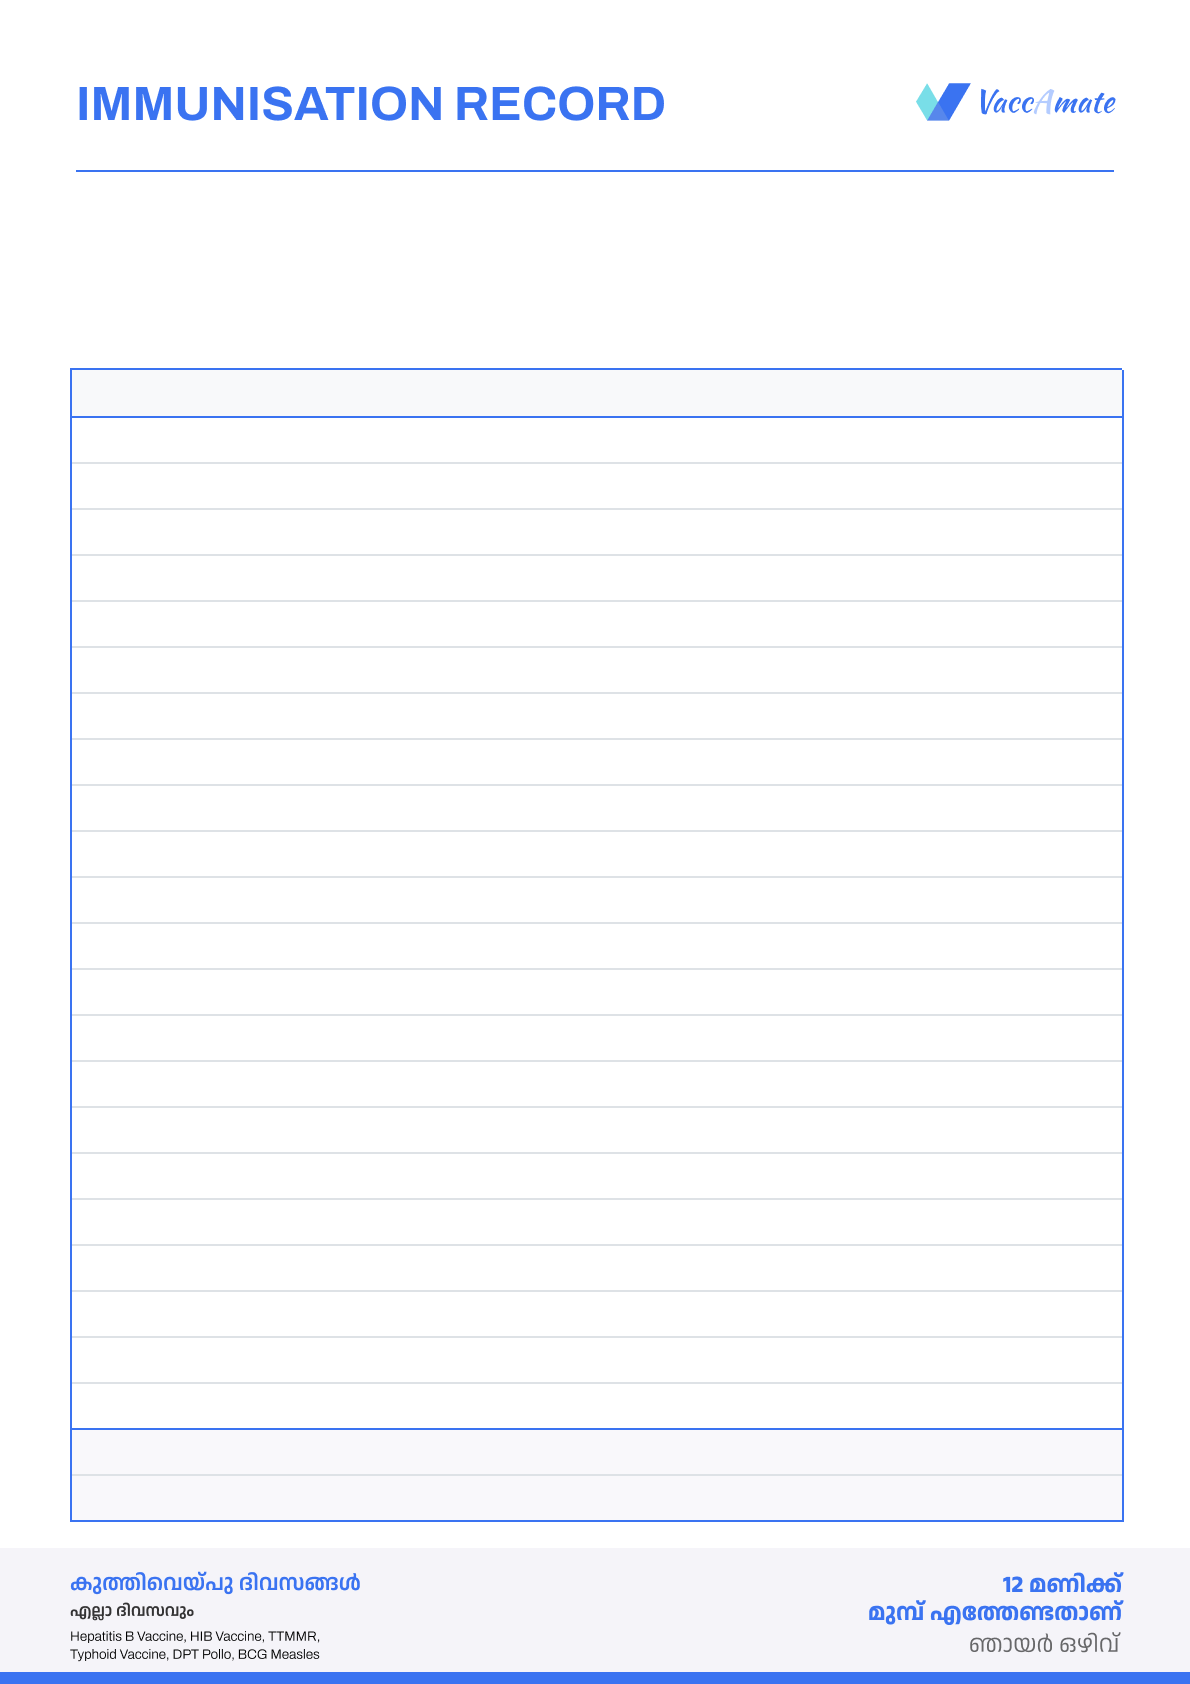 IMMUNISATION RECORD
VaccAmate
കുത്തിവെയ്പു ദിവസങ്ങൾ
എല്ലാ ദിവസവും
Hepatitis B Vaccine, HIB Vaccine, TTMMR,
Typhoid Vaccine, DPT Pollo, BCG Measles
12 മണിക്ക്
മുമ്പ് എത്തേണ്ടതാണ്
ഞായർ ഒഴിവ്